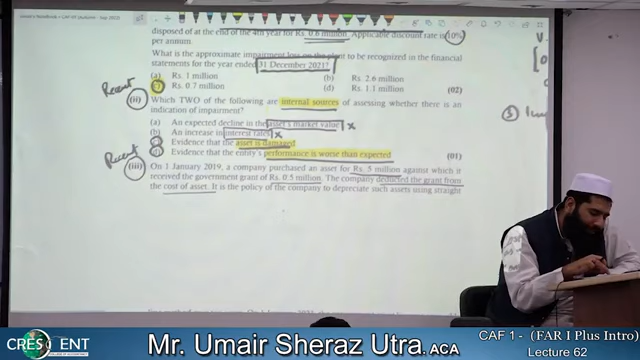 disposed of at the end of the 4th year for Rs. 0.6 million. Applicable discount rate is 10%
per annum.
What is the approximate impairment loss on the plant to be recognized in the financial
statements for the year ended 31 December 2021?
(a) Rs. 1 million (b) Rs. 2.6 million
Rs. 0.7 million (d) Rs. 1.1 million (02)
Recent
(ii) Which TWO of the following are internal sources of assessing whether there is an
indication of impairment?
(a) An expected decline in the asset's market value x
(b) An increase in interest rates x
Evidence that the asset is damaged
Evidence that the entity's performance is worse than expected (01)
Recent
(iii) On 1 January 2019, a company purchased an asset for Rs. 5 million against which it
received the government grant of Rs. 0.5 million. The company deducted the grant from
the cost of asset. It is the policy of the company to depreciate such assets using straight
CRESCENT
COLLEGE OF ACCOUNTANCY
Mr. Umair Sheraz Utra. ACA
CAF 1 - (FAR I Plus Intro)
Lecture 62